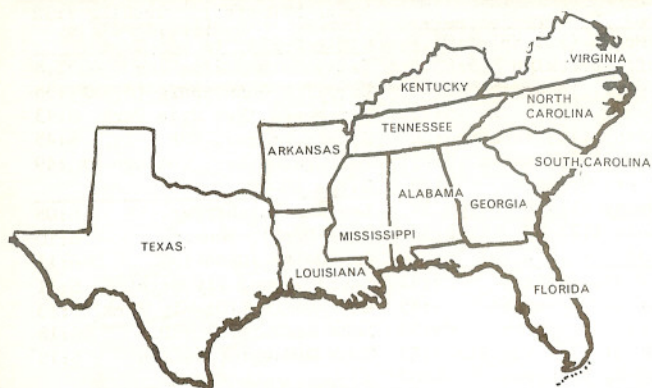 VIRGINIA
KENTUCKY
NORTH
CAROLINA
TENNESSEE
ARKANSAS
SOUTH CAROLINA
ALABAMA
GEORGIA
MISSISSIPPI
TEXAS
LOUISIANA
FLORIDA